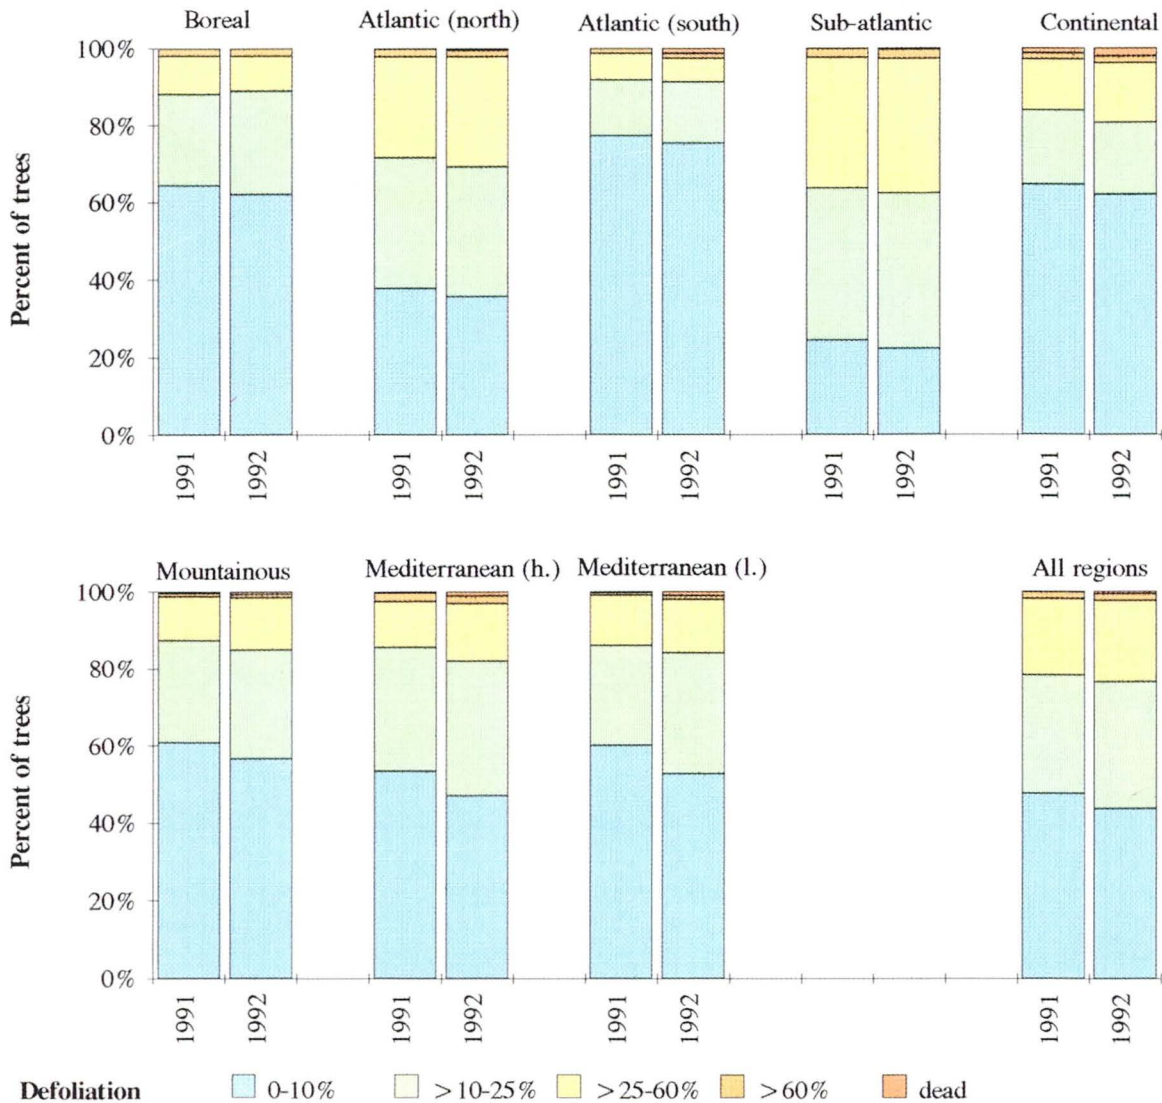 Boreal Atlantic (north) Atlantic (south) Sub-atlantic Continental
100%
80%
60%
40%
20%
0%
Percent of trees
1991 1992 1991 1992 1991 1992 1991 1992 1991 1992
Mountainous Mediterranean (h.) Mediterranean (l.) All regions
100%
80%
60%
40%
20%
0%
Percent of trees
1991 1992 1991 1992 1991 1992 1991 1992
Defoliation 0-10% >10-25% >25-60% >60% dead